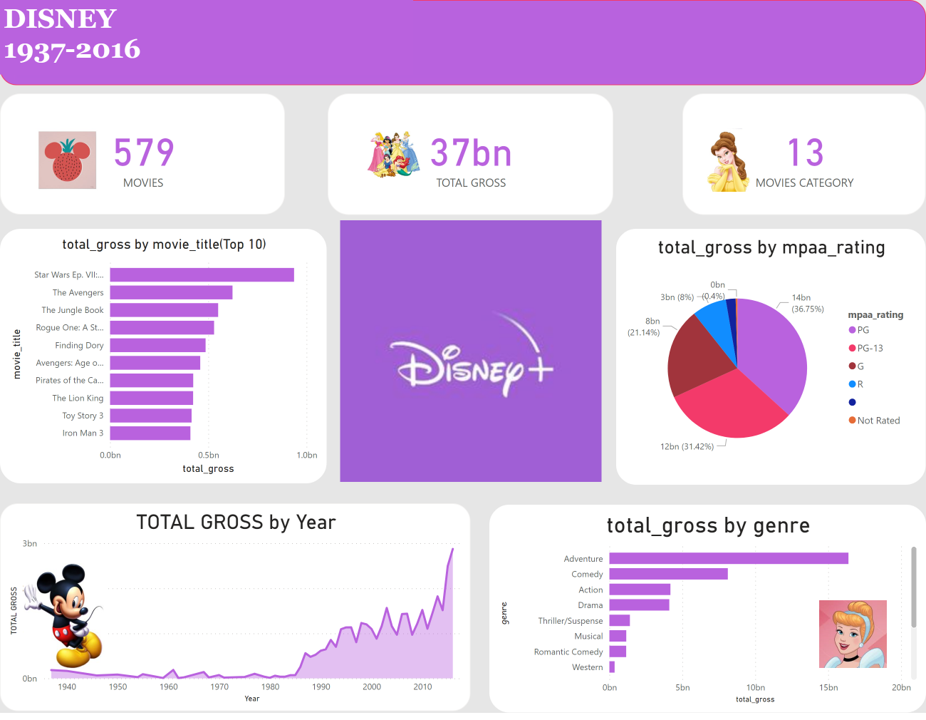 DISNEY
1937-2016
579
MOVIES
37bn
TOTAL GROSS
13
MOVIES CATEGORY
total_gross by movie_title(Top 10)
movie_title
Star Wars Ep. VII:...
The Avengers
The Jungle Book
Rogue One: A St...
Finding Dory
Avengers: Age o...
Pirates of the Ca...
The Lion King
Toy Story 3
Iron Man 3
0.0bn 0.5bn 1.0bn
total_gross
Disney+
total_gross by mpaa_rating
0bn
(0.4%)
3bn (8%)
14bn
(36.75%)
8bn
(21.14%)
12bn (31.42%)
mpaa_rating
PG
PG-13
G
R
Not Rated
TOTAL GROSS by Year
TOTAL GROSS
3bn
0bn
1940 1950 1960 1970 1980 1990 2000 2010
Year
total_gross by genre
genre
Adventure
Comedy
Action
Drama
Thriller/Suspense
Musical
Romantic Comedy
Western
0bn 5bn 10bn 15bn 20bn
total_gross